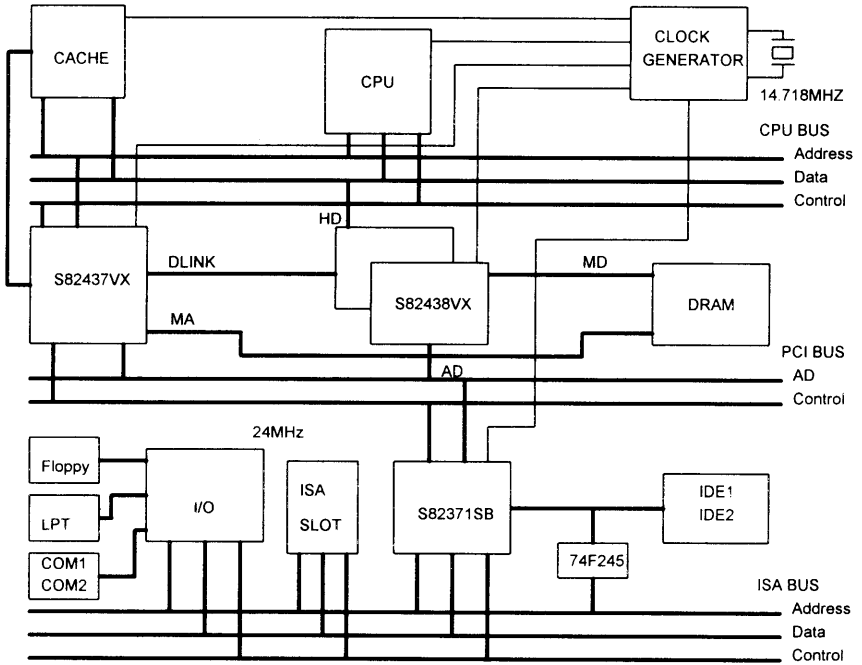 CACHE
CPU
CLOCK
GENERATOR
14.718MHZ
CPU BUS
Address
Data
Control
HD
S82437VX
DLINK
S82438VX
MD
DRAM
MA
PCI BUS
AD
AD
Control
24MHz
Floppy
LPT
COM1
COM2
I/O
ISA
SLOT
S82371SB
IDE1
IDE2
74F245
ISA BUS
Address
Data
Control